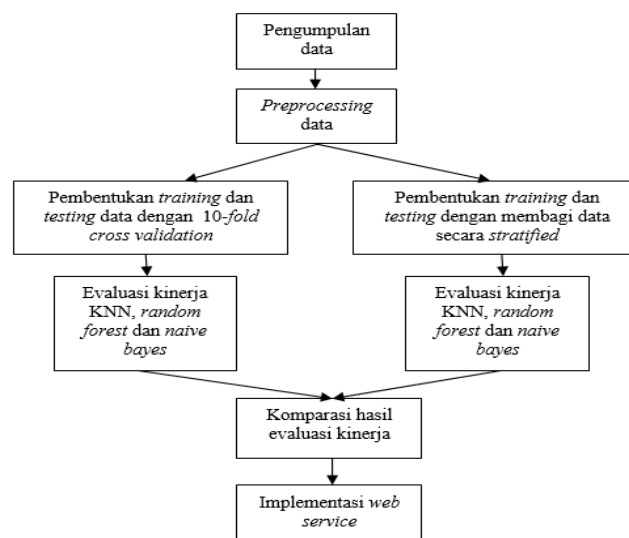 Pengumpulan
data
Preprocessing
data
Pembentukan training dan
testing data dengan 10-fold
cross validation
Pembentukan training dan
testing dengan membagi data
secara stratified
Evaluasi kinerja
KNN, random
forest dan naive
bayes
Evaluasi kinerja
KNN, random
forest dan naive
bayes
Komparasi hasil
evaluasi kinerja
Implementasi web
service